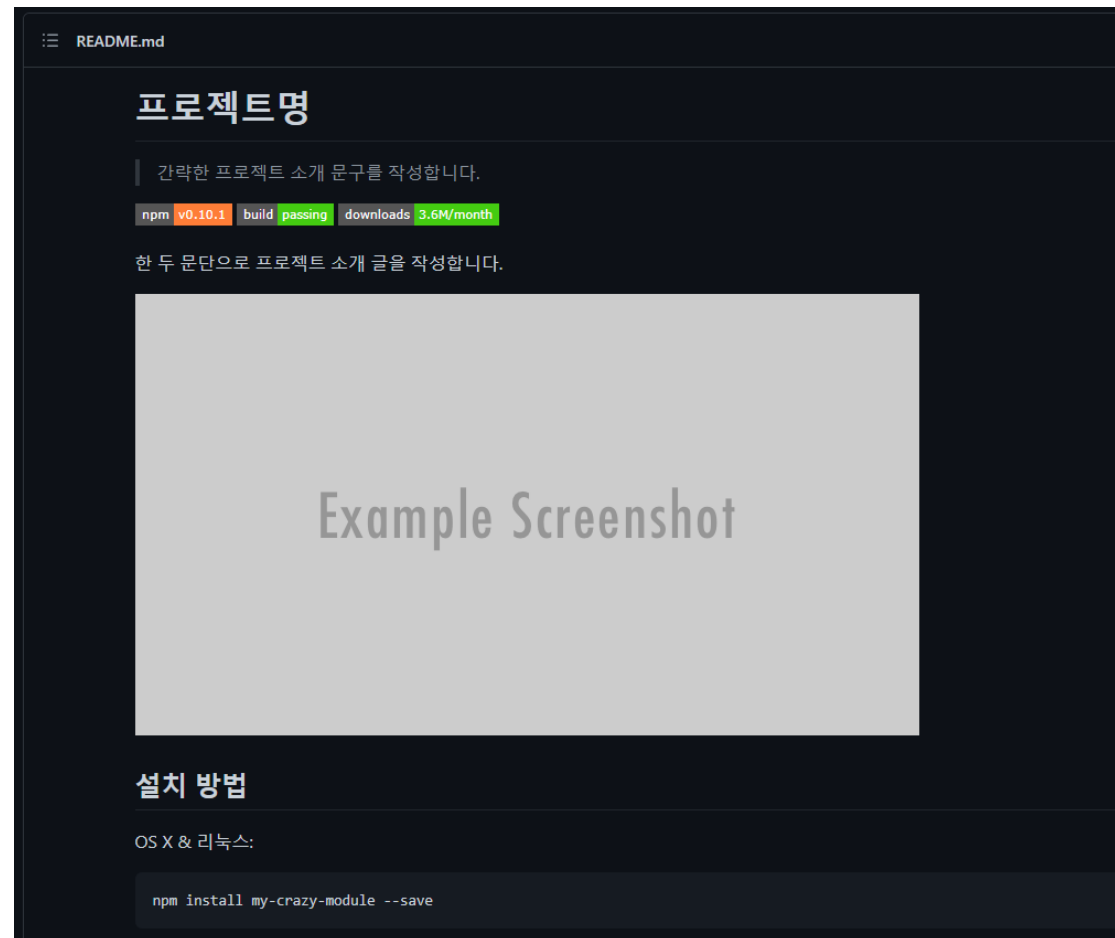 README.md
프로젝트명
간략한 프로젝트 소개 문구를 작성합니다.
npm v0.10.1 build passing downloads 3.6M/month
한 두 문단으로 프로젝트 소개 글을 작성합니다.
Example Screenshot
설치 방법
OS X & 리눅스:
npm install my-crazy-module --save